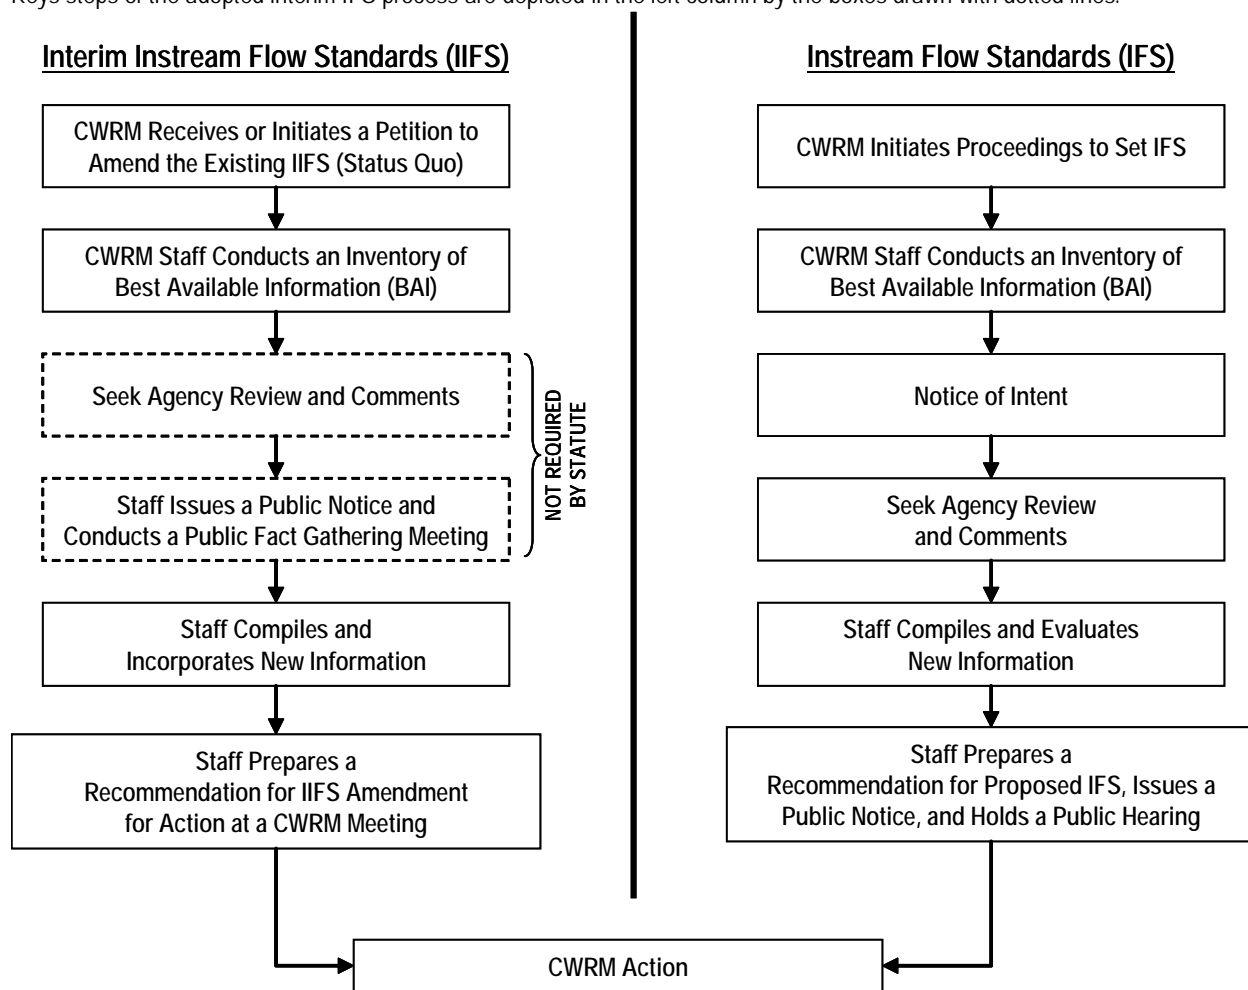 Keys steps of the adopted interim IFS process are depicted in the left column by the boxes drawn with dotted lines.
Interim Instream Flow Standards (IIFS)
CWRM Receives or Initiates a Petition to
Amend the Existing IIFS (Status Quo)
CWRM Staff Conducts an Inventory of
Best Available Information (BAI)
Seek Agency Review and Comments
Staff Issues a Public Notice and
Conducts a Public Fact Gathering Meeting
NOT REQUIRED
BY STATUTE
Staff Compiles and
Incorporates New Information
Staff Prepares a
Recommendation for IIFS Amendment
for Action at a CWRM Meeting
Instream Flow Standards (IFS)
CWRM Initiates Proceedings to Set IFS
CWRM Staff Conducts an Inventory of
Best Available Information (BAI)
Notice of Intent
Seek Agency Review
and Comments
Staff Compiles and Evaluates
New Information
Staff Prepares a
Recommendation for Proposed IFS, Issues a
Public Notice, and Holds a Public Hearing
CWRM Action